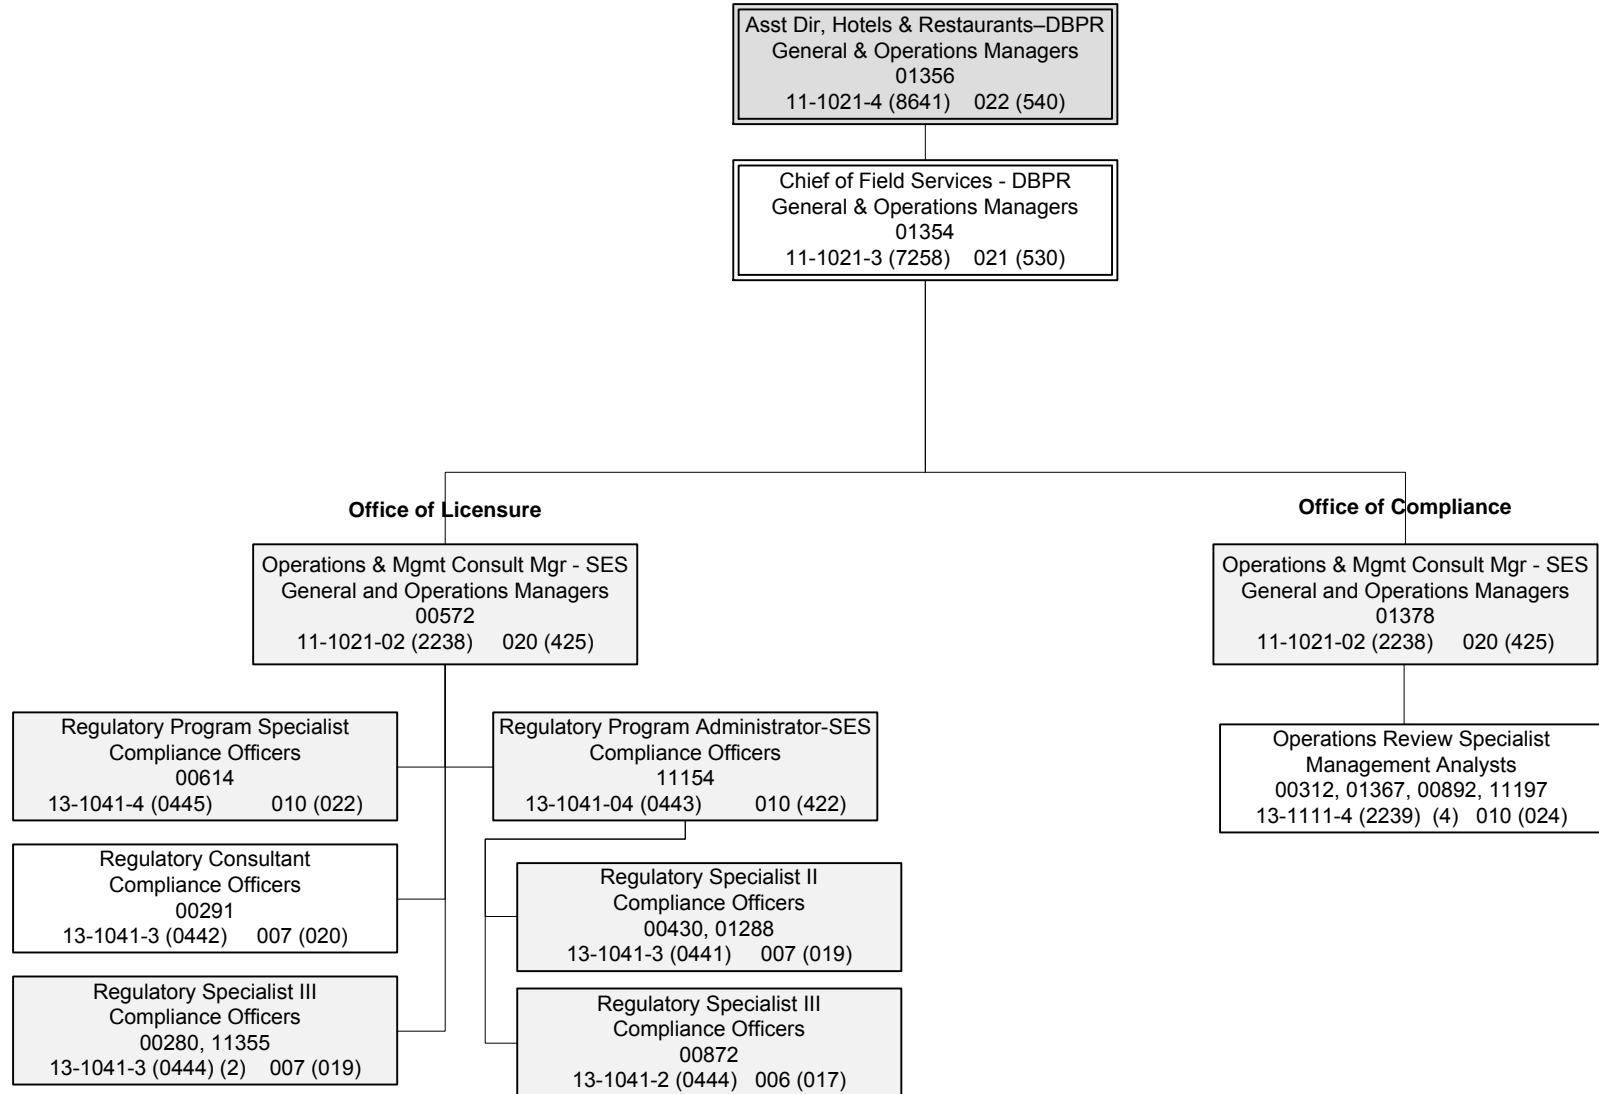 Asst Dir, Hotels & Restaurants–DBPR
General & Operations Managers
01356
11-1021-4 (8641) 022 (540)
Chief of Field Services - DBPR
General & Operations Managers
01354
11-1021-3 (7258) 021 (530)
Office of Licensure
Operations & Mgmt Consult Mgr - SES
General and Operations Managers
00572
11-1021-02 (2238) 020 (425)
Regulatory Program Specialist
Compliance Officers
00614
13-1041-4 (0445) 010 (022)
Regulatory Consultant
Compliance Officers
00291
13-1041-3 (0442) 007 (020)
Regulatory Specialist III
Compliance Officers
00280, 11355
13-1041-3 (0444) (2) 007 (019)
Regulatory Program Administrator-SES
Compliance Officers
11154
13-1041-04 (0443) 010 (422)
Regulatory Specialist II
Compliance Officers
00430, 01288
13-1041-3 (0441) 007 (019)
Regulatory Specialist III
Compliance Officers
00872
13-1041-2 (0444) 006 (017)
Office of Compliance
Operations & Mgmt Consult Mgr - SES
General and Operations Managers
01378
11-1021-02 (2238) 020 (425)
Operations Review Specialist
Management Analysts
00312, 01367, 00892, 11197
13-1111-4 (2239) (4) 010 (024)